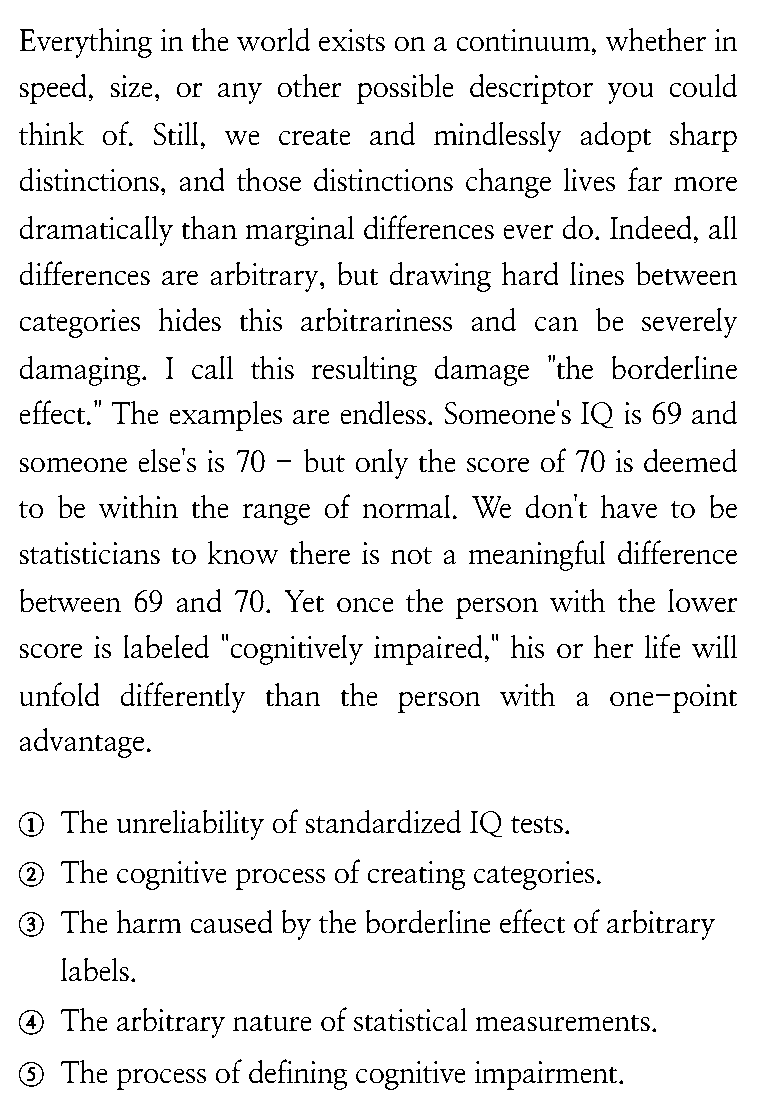 Everything in the world exists on a continuum, whether in
speed, size, or any other possible descriptor you could
think of. Still, we create and mindlessly adopt sharp
distinctions, and those distinctions change lives far more
dramatically than marginal differences ever do. Indeed, all
differences are arbitrary, but drawing hard lines between
categories hides this arbitrariness and can be severely
damaging. I call this resulting damage "the borderline
effect." The examples are endless. Someone's IQ is 69 and
someone else's is 70 – but only the score of 70 is deemed
to be within the range of normal. We don't have to be
statisticians to know there is not a meaningful difference
between 69 and 70. Yet once the person with the lower
score is labeled "cognitively impaired," his or her life will
unfold differently than the person with a one-point
advantage.
① The unreliability of standardized IQ tests.
② The cognitive process of creating categories.
③ The harm caused by the borderline effect of arbitrary
labels.
④ The arbitrary nature of statistical measurements.
⑤ The process of defining cognitive impairment.